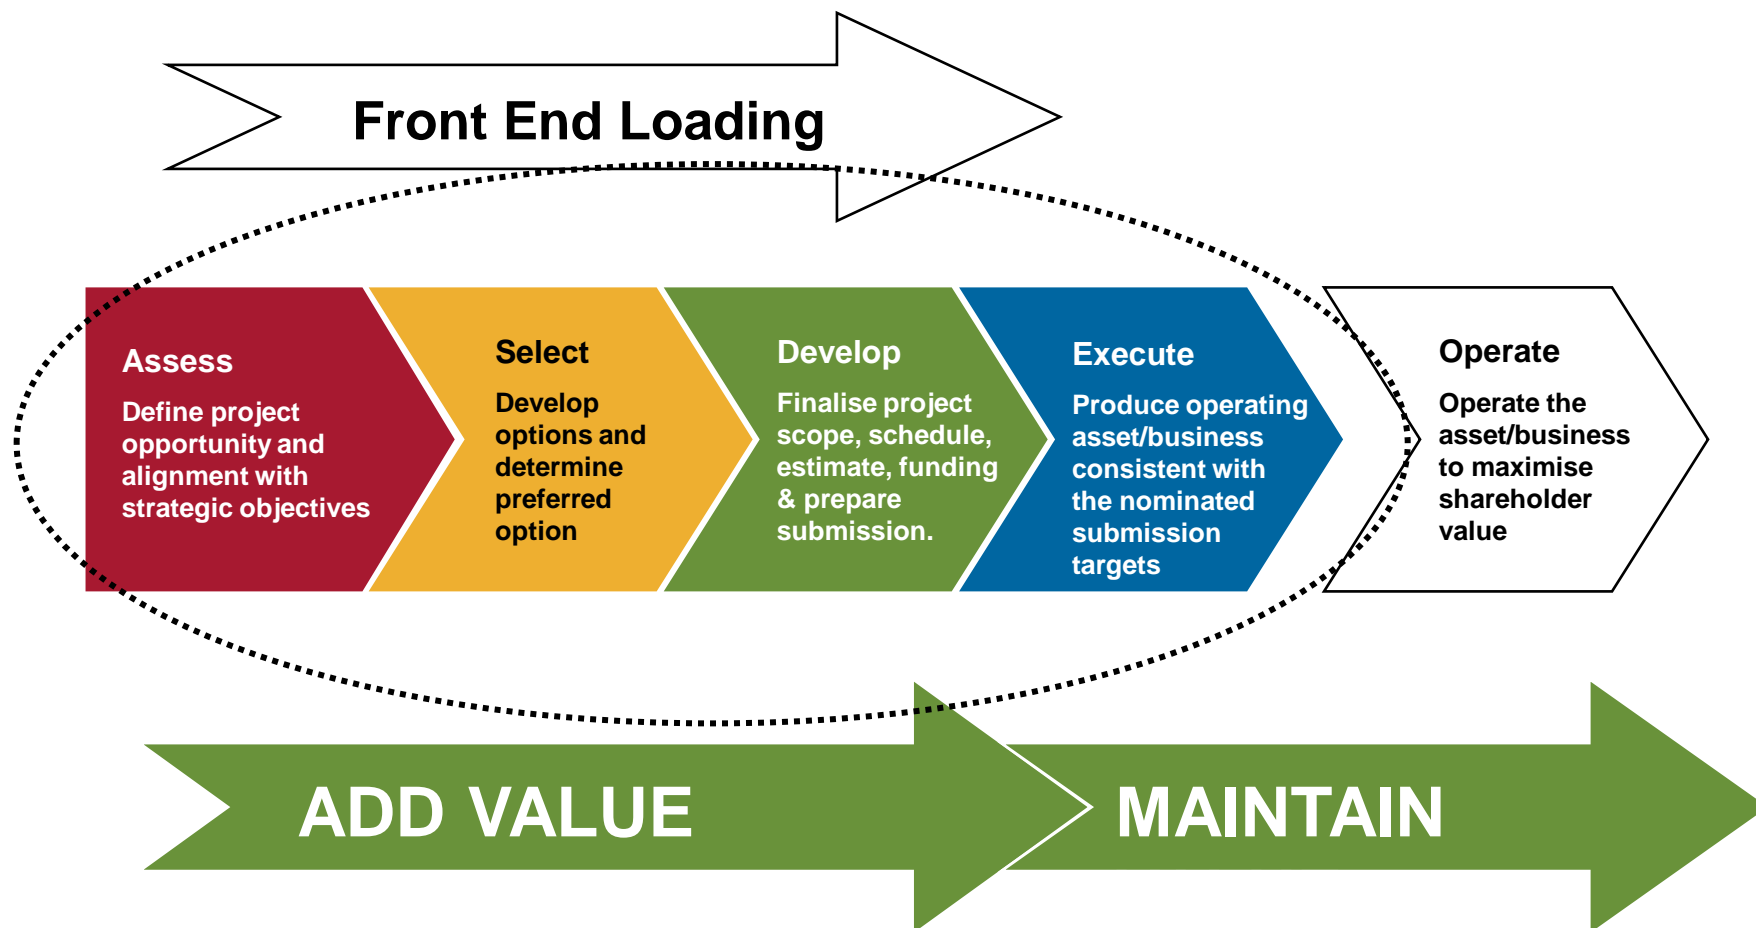 Front End Loading
Assess
Define project
opportunity and
alignment with
strategic objectives
Select
Develop
options and
determine
preferred
option
Develop
Finalise project
scope, schedule,
estimate, funding
& prepare
submission.
Execute
Produce operating
asset/business
consistent with
the nominated
submission
targets
Operate
Operate the
asset/business
to maximise
shareholder
value
ADD VALUE
MAINTAIN